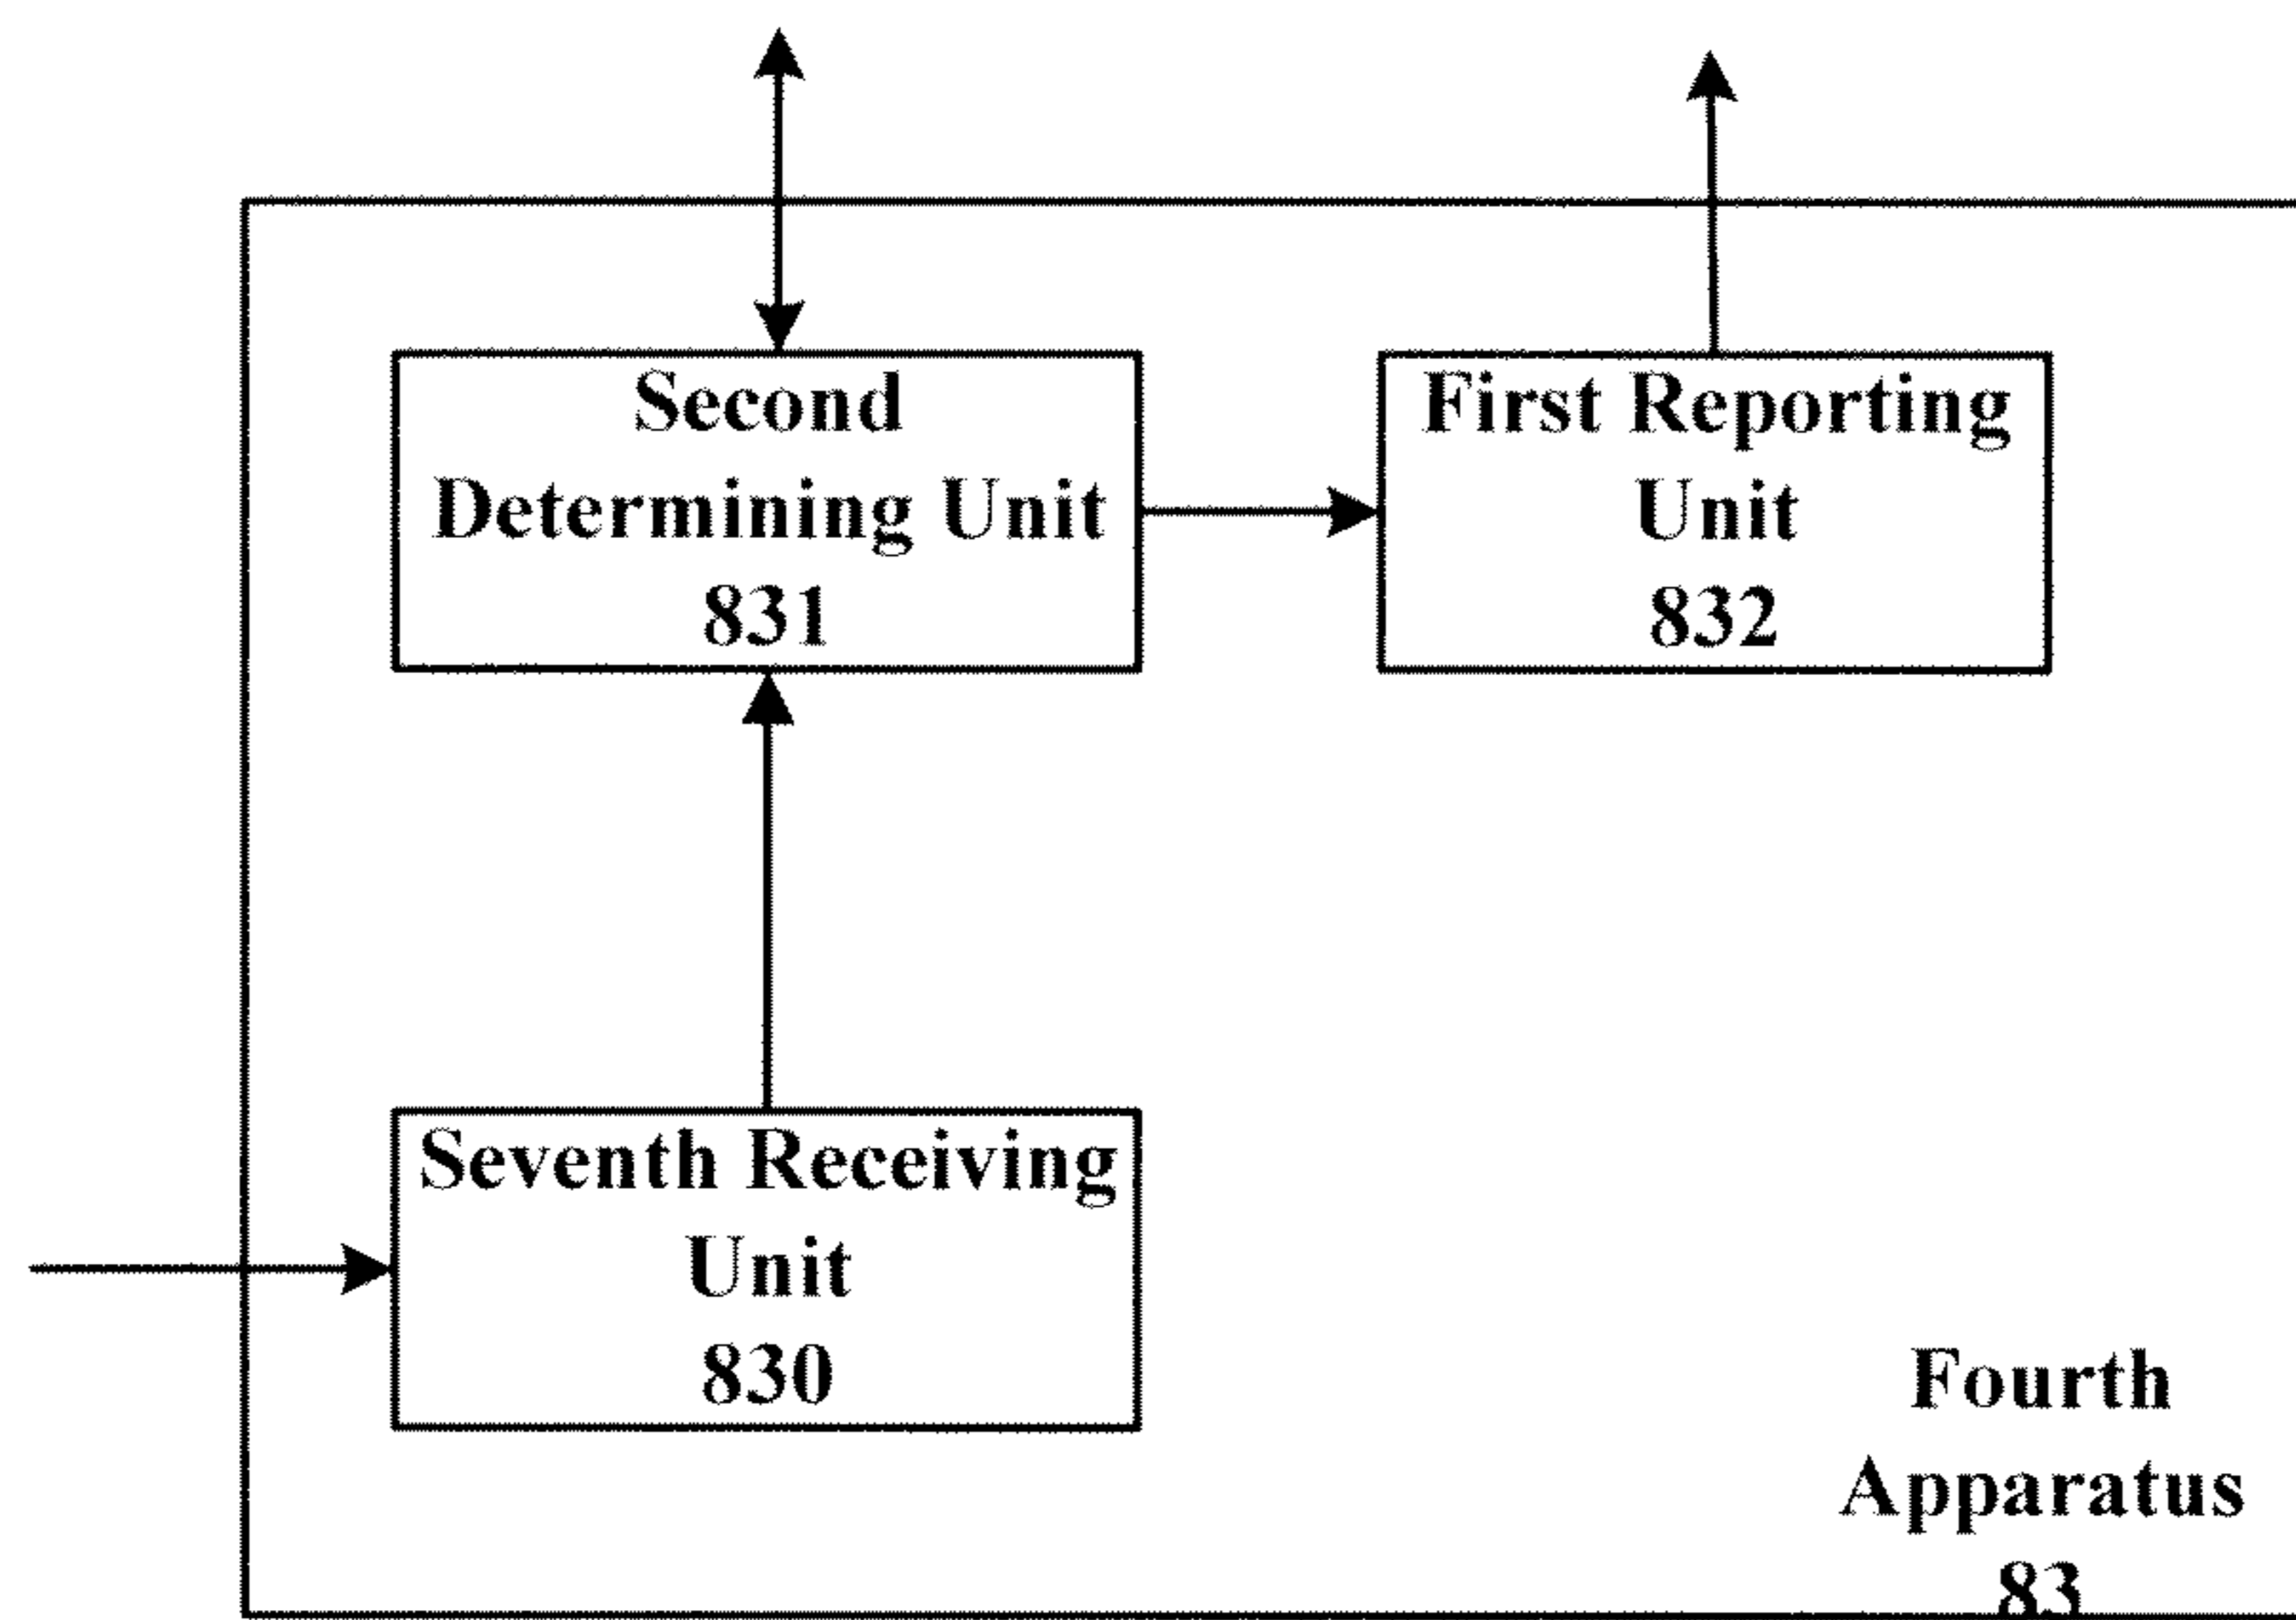 Second
Determining Unit
831
First Reporting
Unit
832
Seventh Receiving
Unit
830
Fourth
Apparatus
83